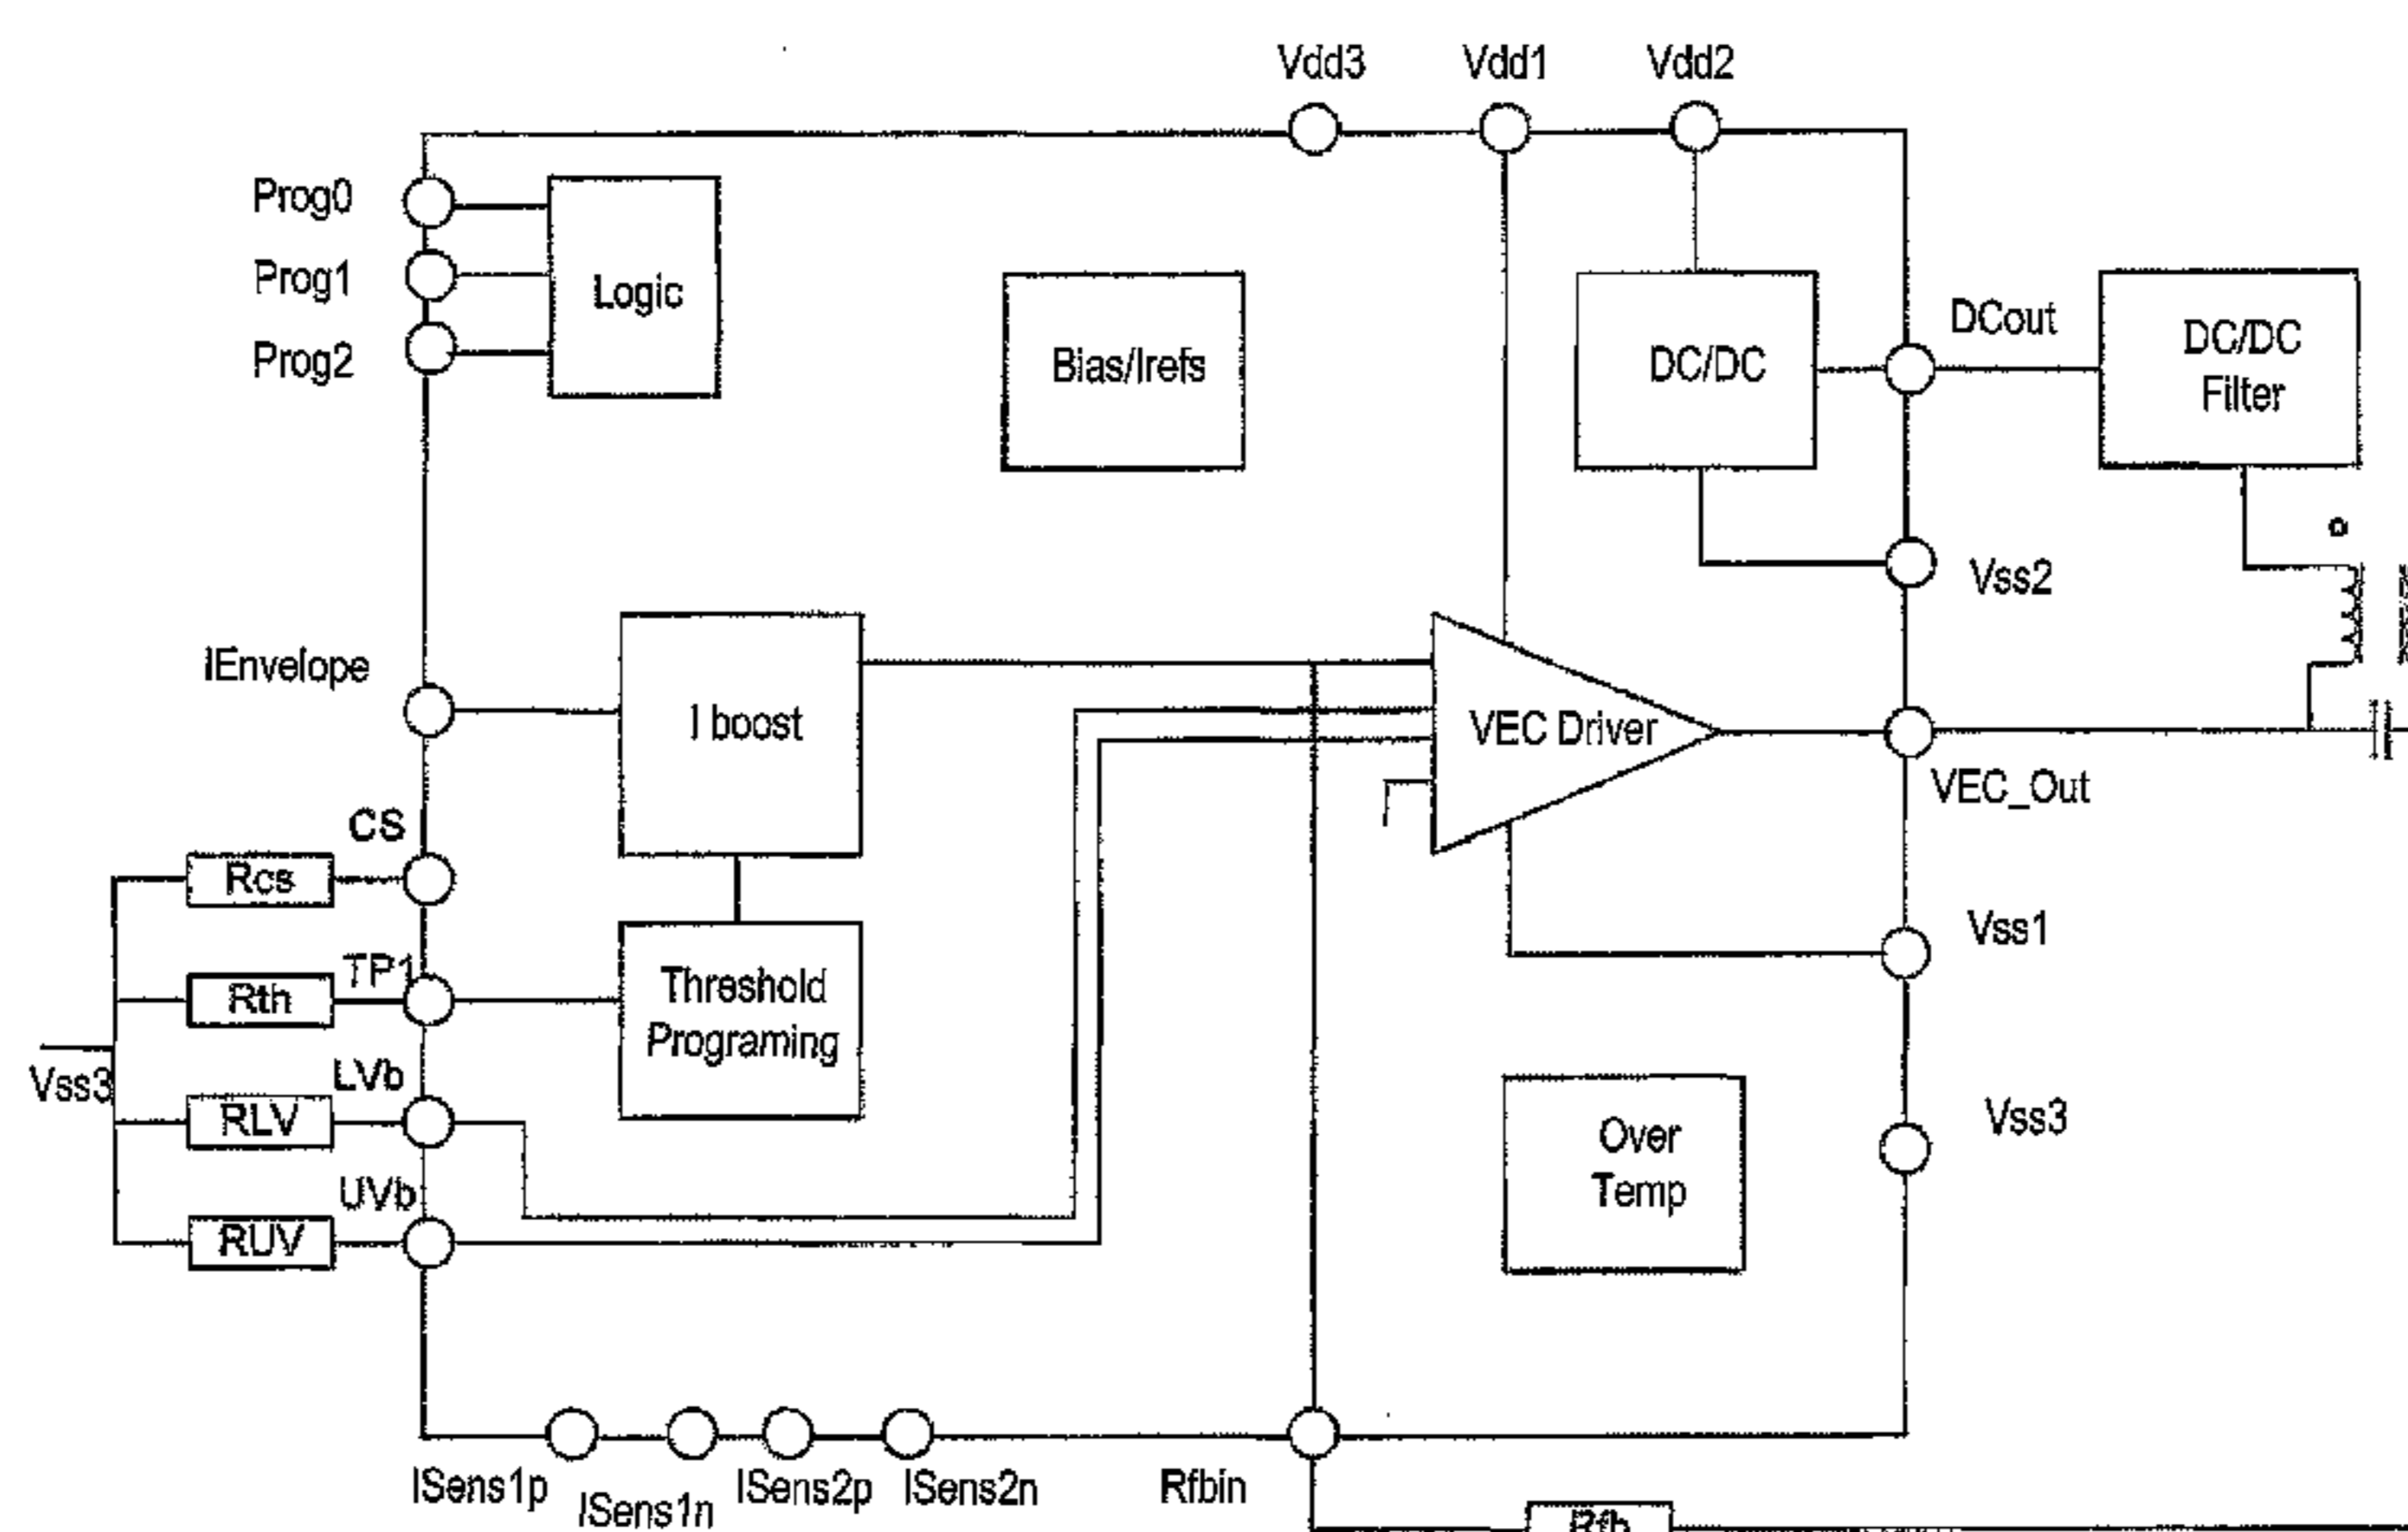 Vdd3
Vdd1
Vdd2
Prog0
Prog1
Prog2
Logic
Bias/Irefs
DC/DC
DCout
DC/DC
Filter
Vss2
IEnvelope
I boost
VEC Driver
VEC_Out
CS
Rcs
TP1
Rth
Threshold
Programing
Vss1
Vss3
LVb
RLV
UVb
RUV
Over
Temp
Vss3
ISens1p
ISens1n
ISens2p
ISens2n
Rfbin
Rfb